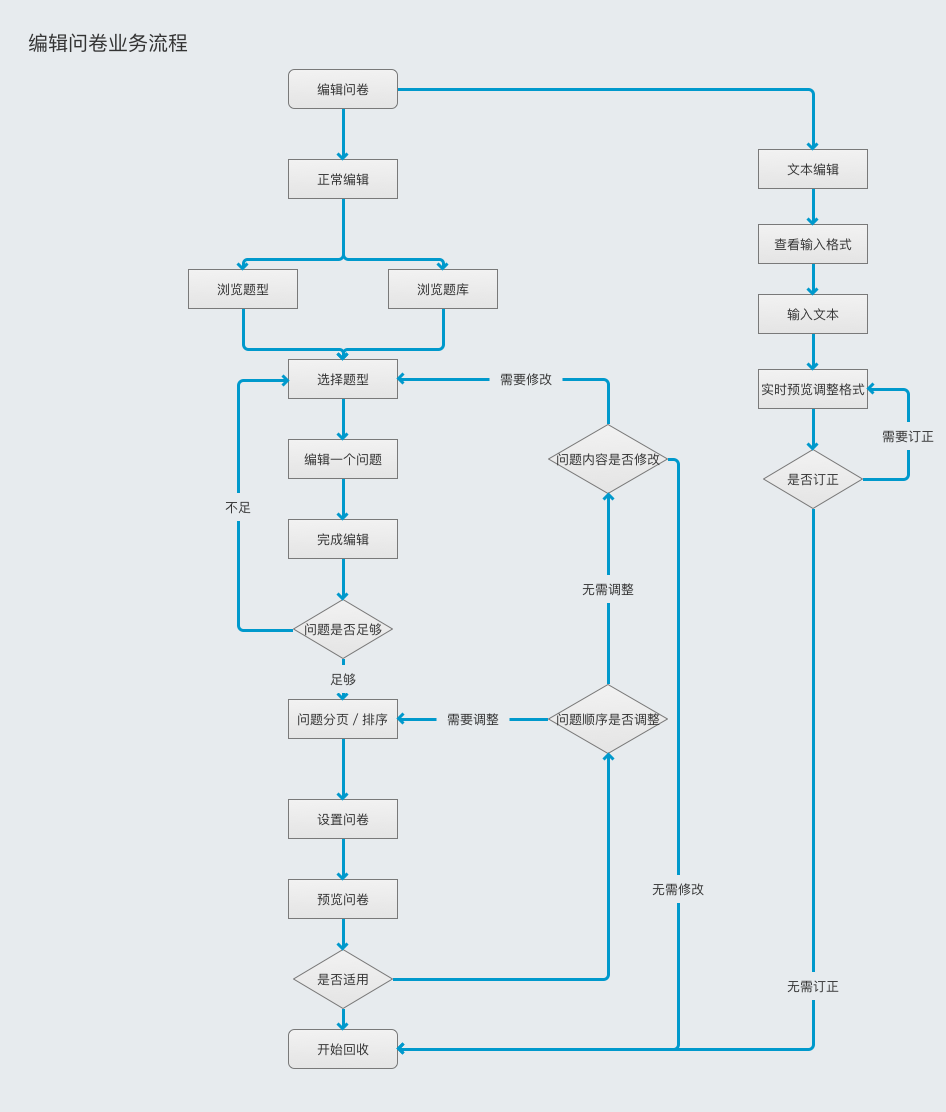 编辑问卷业务流程
编辑问卷
正常编辑
文本编辑
查看输入格式
浏览题型
浏览题库
输入文本
选择题型
需要修改
实时预览调整格式
需要订正
编辑一个问题
问题内容是否修改
是否订正
不足
完成编辑
无需调整
问题是否足够
足够
问题分页 / 排序
需要调整
问题顺序是否调整
设置问卷
预览问卷
无需修改
是否适用
无需订正
开始回收